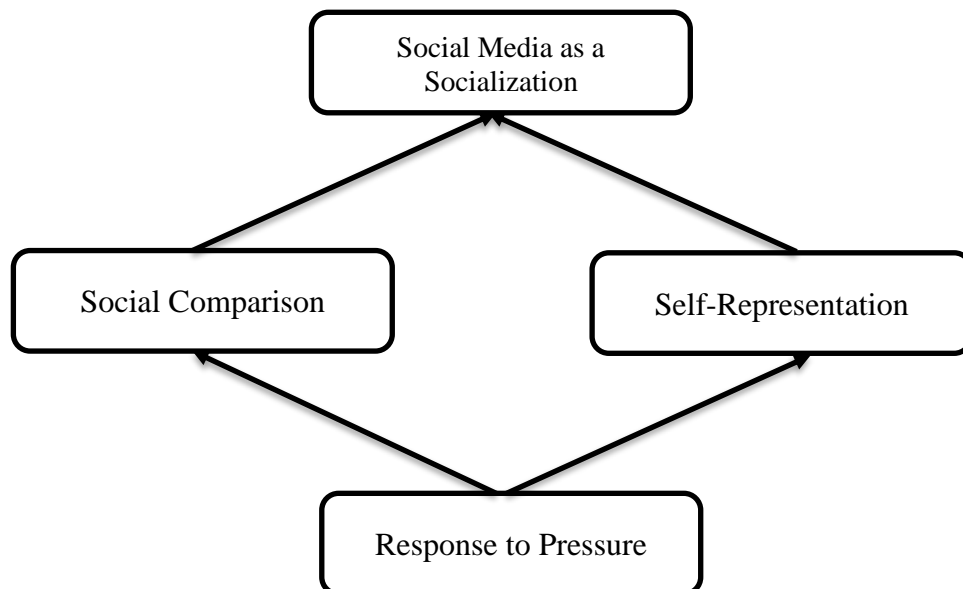 Social Media as a
Socialization
Social Comparison
Self-Representation
Response to Pressure